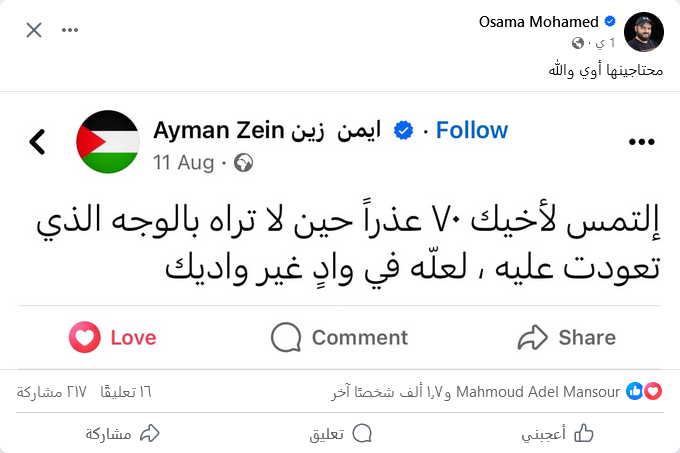 Osama Mohamed
1 ي ·
محتاجينها أوي والله
Ayman Zein ايمن زين · Follow
11 Aug ·
إلتمس لأخيك ٧٠ عذراً حين لا تراه بالوجه الذي
تعودت عليه ، لعلّه في وادٍ غير واديك
Love Comment Share
Mahmoud Adel Mansour و١٫٧ ألف شخصًا آخر ١٦ تعليقًا ٢١٧ مشاركة
أعجبني تعليق مشاركة